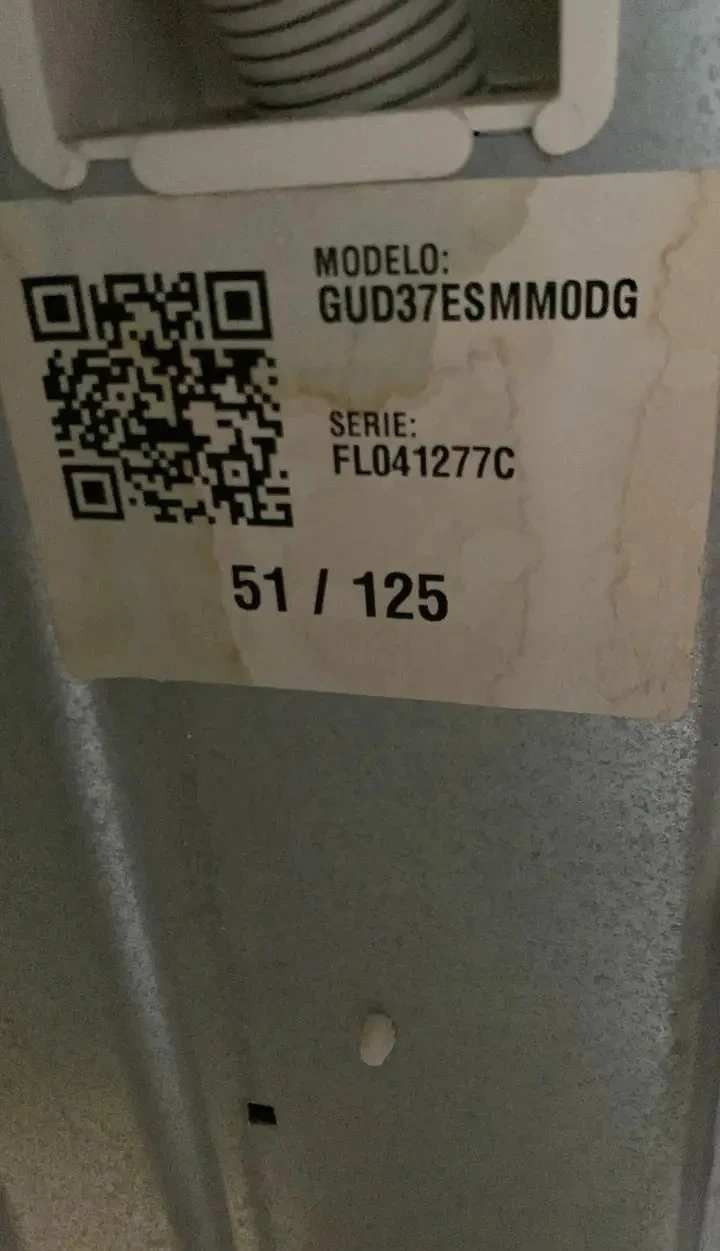 MODELO:
GUD37ESMM0DG
SERIE:
FL041277C
51 / 125